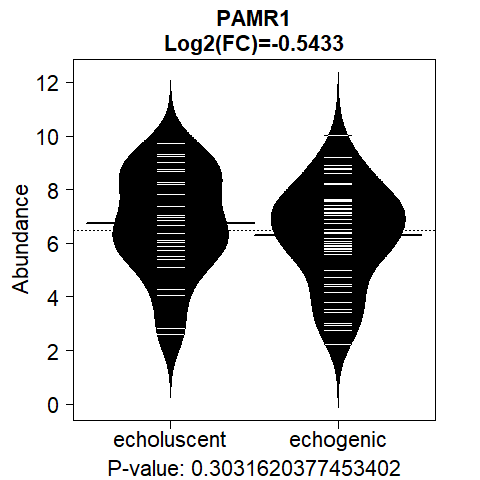 PAMR1
Log2(FC)=-0.5433
Abundance
12
10
8
6
4
2
0
echoluscent echogenic
P-value: 0.3031620377453402